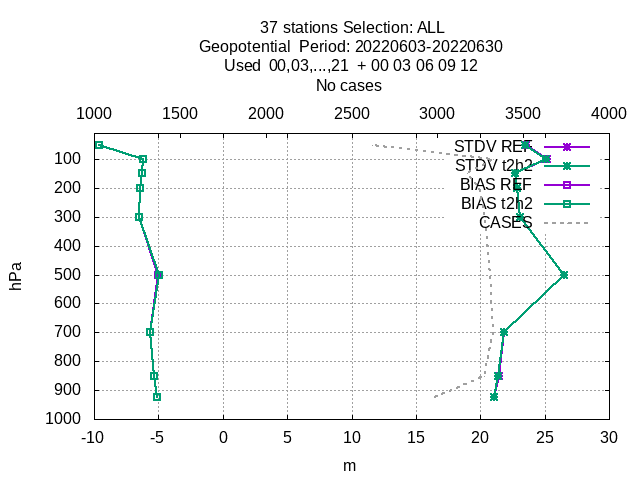 37 stations Selection: ALL
Geopotential Period: 20220603-20220630
Used 00,03,...,21 + 00 03 06 09 12
No cases
1000 1500 2000 2500 3000 3500 4000
STDV REF
STDV t2h2
BIAS REF
BIAS t2h2
CASES
100
200
300
400
500
600
700
800
900
1000
hPa
-10 -5 0 5 10 15 20 25 30
m